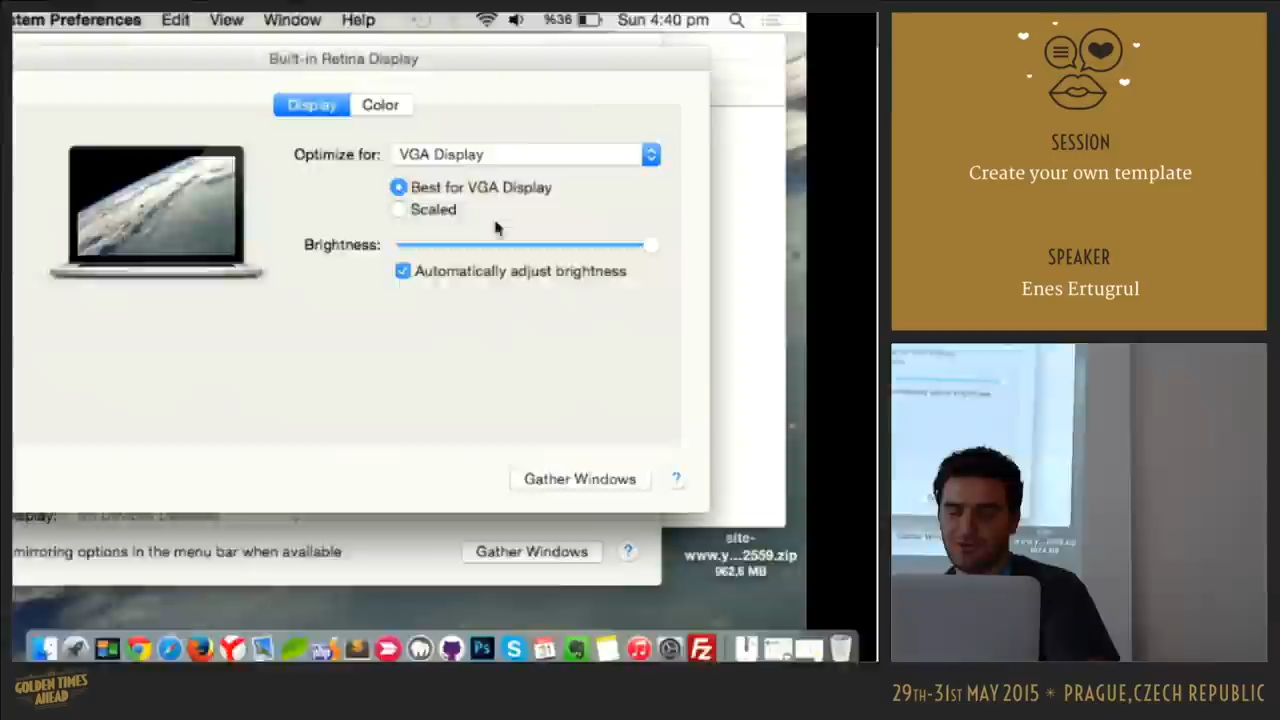 stem Preferences Edit View Window Help %36 Sun 4:40 pm
Built-in Retina Display
Display Color
Optimize for: VGA Display
Best for VGA Display
Scaled
Brightness:
Automatically adjust brightness
Gather Windows ?
mirroring options in the menu bar when available Gather Windows ?
site-
www.y...2559.zip
962,6 MB
Ps S Fz
SESSION
Create your own template
SPEAKER
Enes Ertugrul
GOLDEN TIMES
AHEAD
29TH-31ST MAY 2015 * PRAGUE, CZECH REPUBLIC